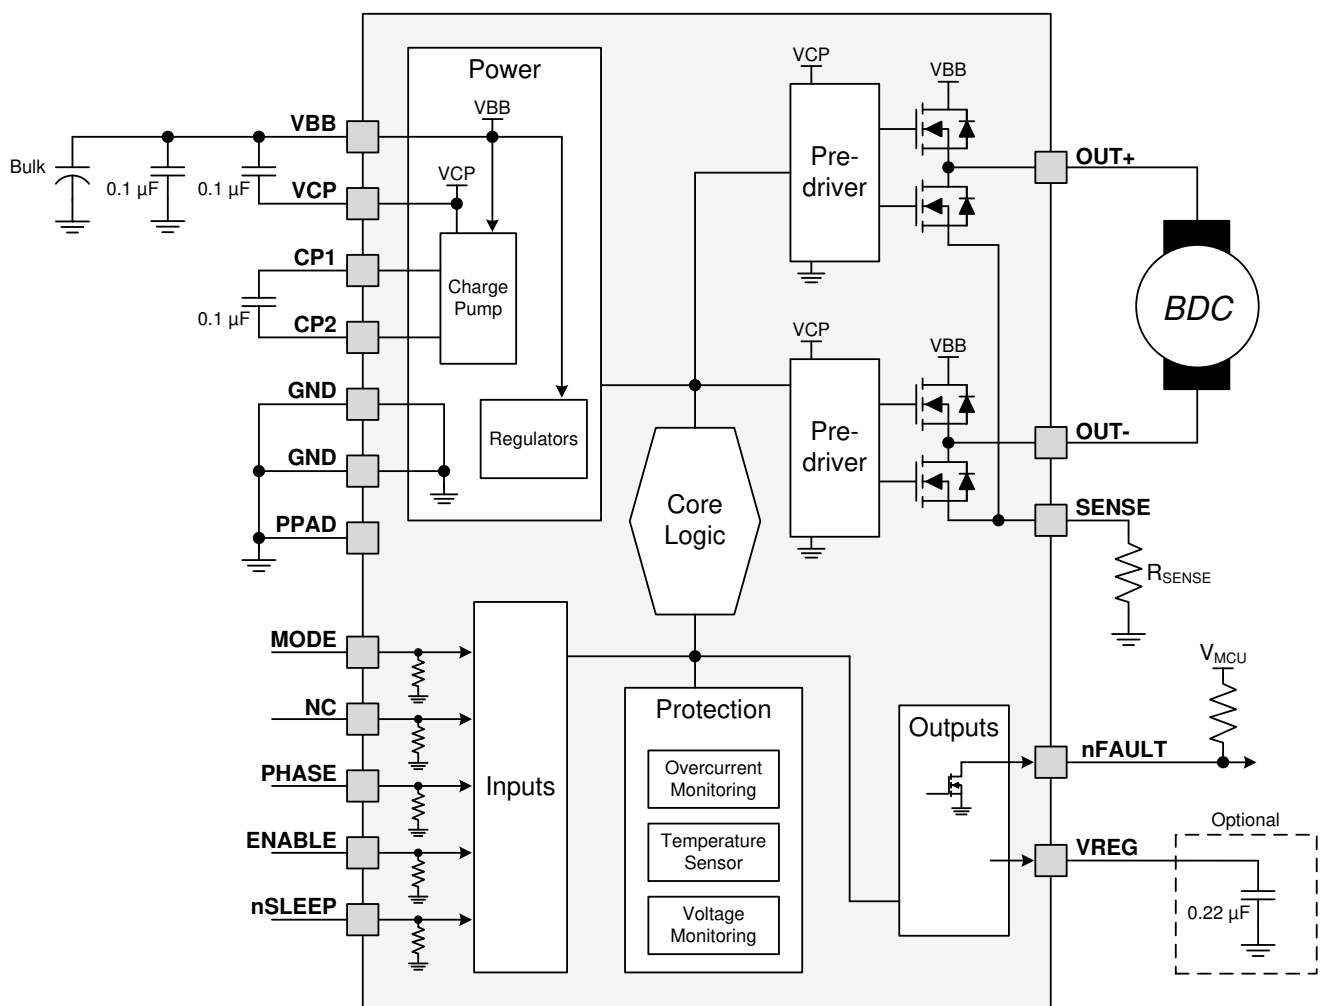 Power
VBB
VCP
Charge
Pump
Regulators
VBB
Bulk
0.1 µF
0.1 µF
VCP
CP1
0.1 µF
CP2
GND
GND
PPAD
VCP
VBB
Pre-
driver
OUT+
BDC
VCP
VBB
Pre-
driver
OUT-
SENSE
RSENSE
Core
Logic
MODE
NC
PHASE
ENABLE
nSLEEP
Inputs
Protection
Overcurrent
Monitoring
Temperature
Sensor
Voltage
Monitoring
Outputs
VMCU
nFAULT
VREG
Optional
0.22 µF